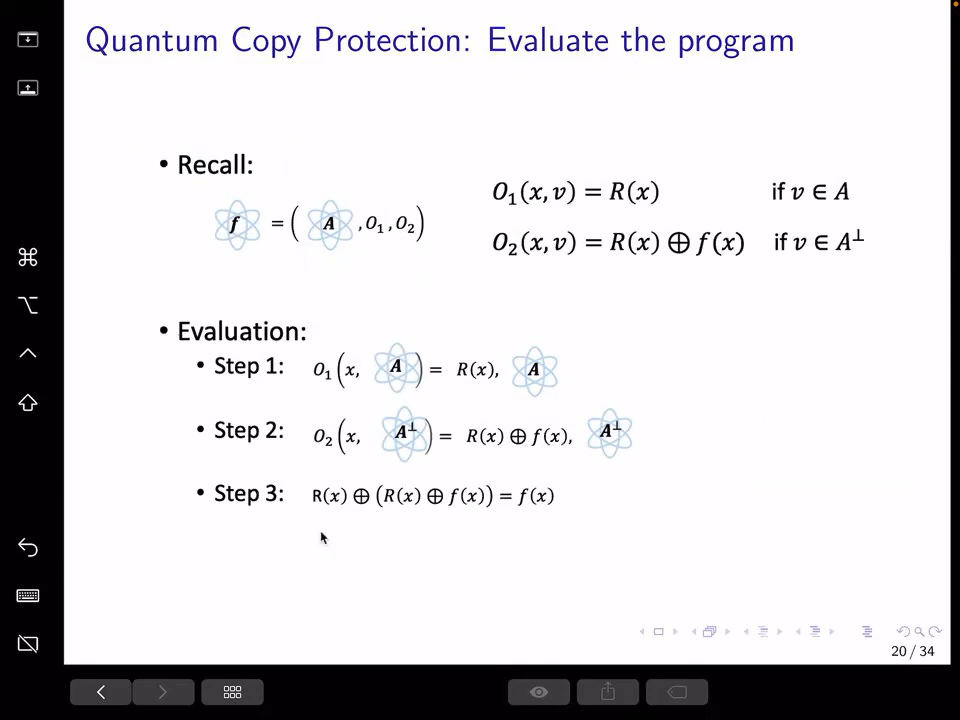 Quantum Copy Protection: Evaluate the program
• Recall:
f = ( A , O₁ , O₂ )
O₁(x, v) = R(x) if v ∈ A
O₂(x, v) = R(x) ⊕ f(x) if v ∈ A⊥
• Evaluation:
• Step 1: O₁(x, A) = R(x), A
• Step 2: O₂(x, A⊥) = R(x) ⊕ f(x), A⊥
• Step 3: R(x) ⊕ (R(x) ⊕ f(x)) = f(x)
20 / 34